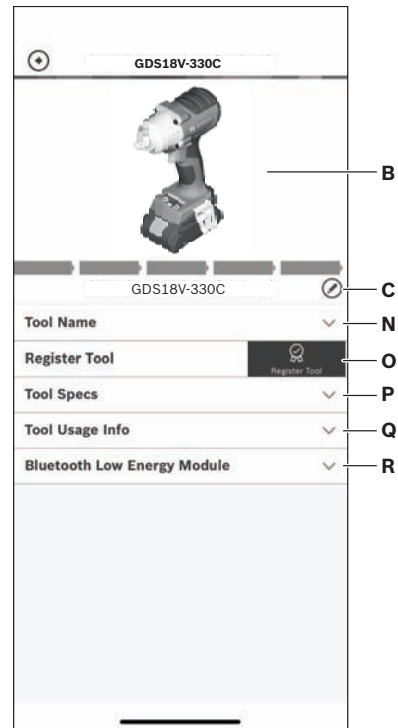 GDS18V-330C
B
GDS18V-330C
C
Tool Name
N
Register Tool
Register Tool
O
Tool Specs
P
Tool Usage Info
Q
Bluetooth Low Energy Module
R